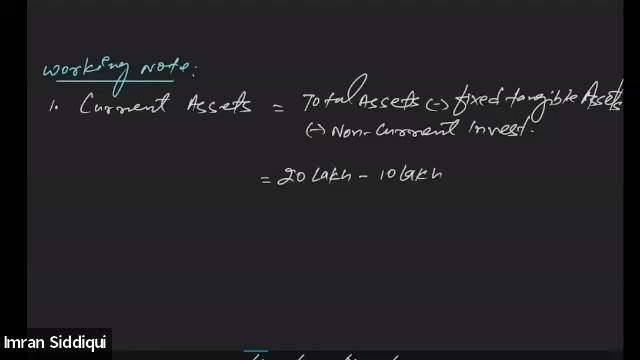 Working Note:
1. Current Assets = Total Assets (-) fixed tangible Assets
(-) Non-Current Invest.
= 20 lakh - 10 lakh
Imran Siddiqui